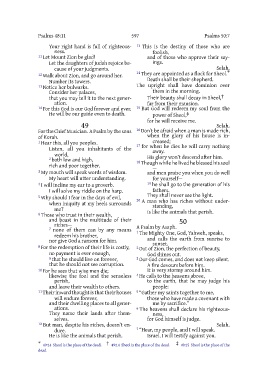 Psalms 48:11 597 Psalms 50:7
Your right hand is full of righteous-
ness.
11 Let Mount Zion be glad!
Let the daughters of Judah rejoice be-
cause of your judgments.
12 Walk about Zion, and go around her.
Number its towers.
13 Notice her bulwarks.
Consider her palaces,
that you may tell it to the next gener-
ation.
14 For this God is our God forever and ever.
He will be our guide even to death.
49
For the Chief Musician. A Psalm by the sons
of Korah.
1 Hear this, all you peoples.
Listen, all you inhabitants of the
world,
2 both low and high,
rich and poor together.
3 My mouth will speak words of wisdom.
My heart will utter understanding.
4 I will incline my ear to a proverb.
I will solve my riddle on the harp.
5 Why should I fear in the days of evil,
when iniquity at my heels surrounds
me?
6 Those who trust in their wealth,
and boast in the multitude of their
riches—
7 none of them can by any means
redeem his brother,
nor give God a ransom for him.
8 For the redemption of their life is costly,
no payment is ever enough,
9 that he should live on forever,
that he should not see corruption.
10 For he sees that wise men die;
likewise the fool and the senseless
perish,
and leave their wealth to others.
11 Their inward thought is that their houses
will endure forever,
and their dwelling places to all gener-
ations.
They name their lands after them-
selves.
12 But man, despite his riches, doesn't en-
dure.
He is like the animals that perish.
13 This is the destiny of those who are
foolish,
and of those who approve their say-
ings.
Selah.
14 They are appointed as a flock for Sheol.*
Death shall be their shepherd.
The upright shall have dominion over
them in the morning.
Their beauty shall decay in Sheol,†
far from their mansion.
15 But God will redeem my soul from the
power of Sheol,‡
for he will receive me.
Selah.
16 Don't be afraid when a man is made rich,
when the glory of his house is in-
creased;
17 for when he dies he will carry nothing
away.
His glory won't descend after him.
18 Though while he lived he blessed his soul
—
and men praise you when you do well
for yourself—
19 he shall go to the generation of his
fathers.
They shall never see the light.
20 A man who has riches without under-
standing,
is like the animals that perish.
50
A Psalm by Asaph.
1 The Mighty One, God, Yahweh, speaks,
and calls the earth from sunrise to
sunset.
2 Out of Zion, the perfection of beauty,
God shines out.
3 Our God comes, and does not keep silent.
A fire devours before him.
It is very stormy around him.
4 He calls to the heavens above,
to the earth, that he may judge his
people:
5 "Gather my saints together to me,
those who have made a covenant with
me by sacrifice."
6 The heavens shall declare his righteous-
ness,
for God himself is judge.
Selah.
7 "Hear, my people, and I will speak.
Israel, I will testify against you.
* 49:14 Sheol is the place of the dead. † 49:14 Sheol is the place of the dead ‡ 49:15 Sheol is the place of the
dead.